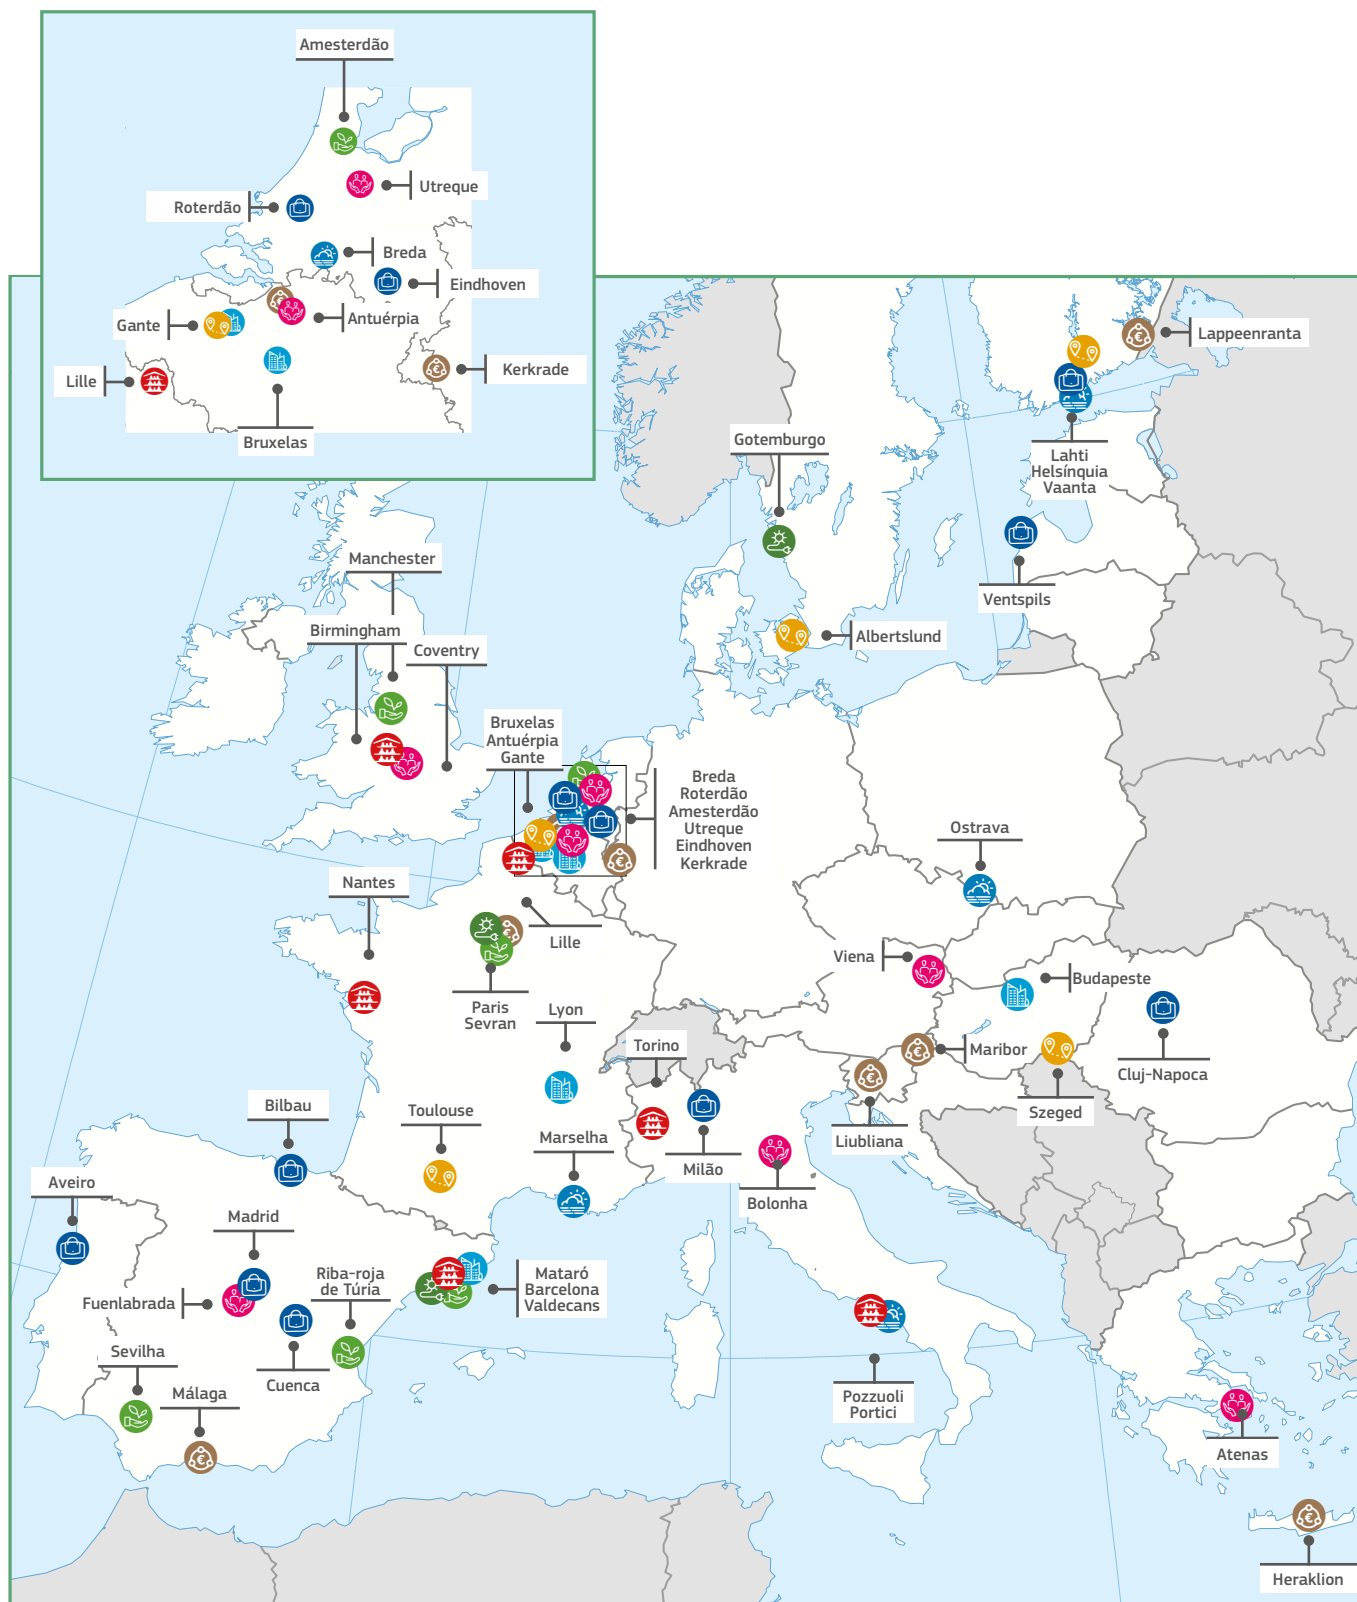 Amesterdão
Utreque
Roterdão
Breda
Eindhoven
Gante
Antuérpia
Lille
Kerkrade
Bruxelas
Lappeenranta
Gotemburgo
Lahti
Helsínquia
Vaanta
Manchester
Ventspils
Birmingham
Coventry
Albertslund
Bruxelas
Antuérpia
Gante
Breda
Roterdão
Amesterdão
Utreque
Eindhoven
Kerkrade
Ostrava
Nantes
Lille
Viena
Budapeste
Paris
Sevran
Lyon
Torino
Maribor
Cluj-Napoca
Bilbau
Toulouse
Szeged
Marselha
Liubliana
Milão
Aveiro
Bolonha
Madrid
Riba-roja
de Túria
Mataró
Barcelona
Valdecans
Fuenlabrada
Sevilha
Cuenca
Málaga
Pozzuoli
Portici
Atenas
Heraklion